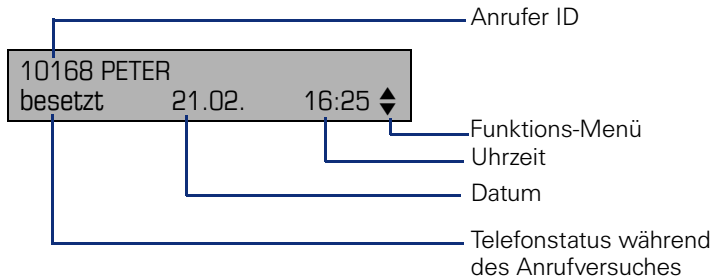 Anrufer ID
10168 PETER
besetzt 21.02. 16:25
Funktions-Menü
Uhrzeit
Datum
Telefonstatus während
des Anrufversuches